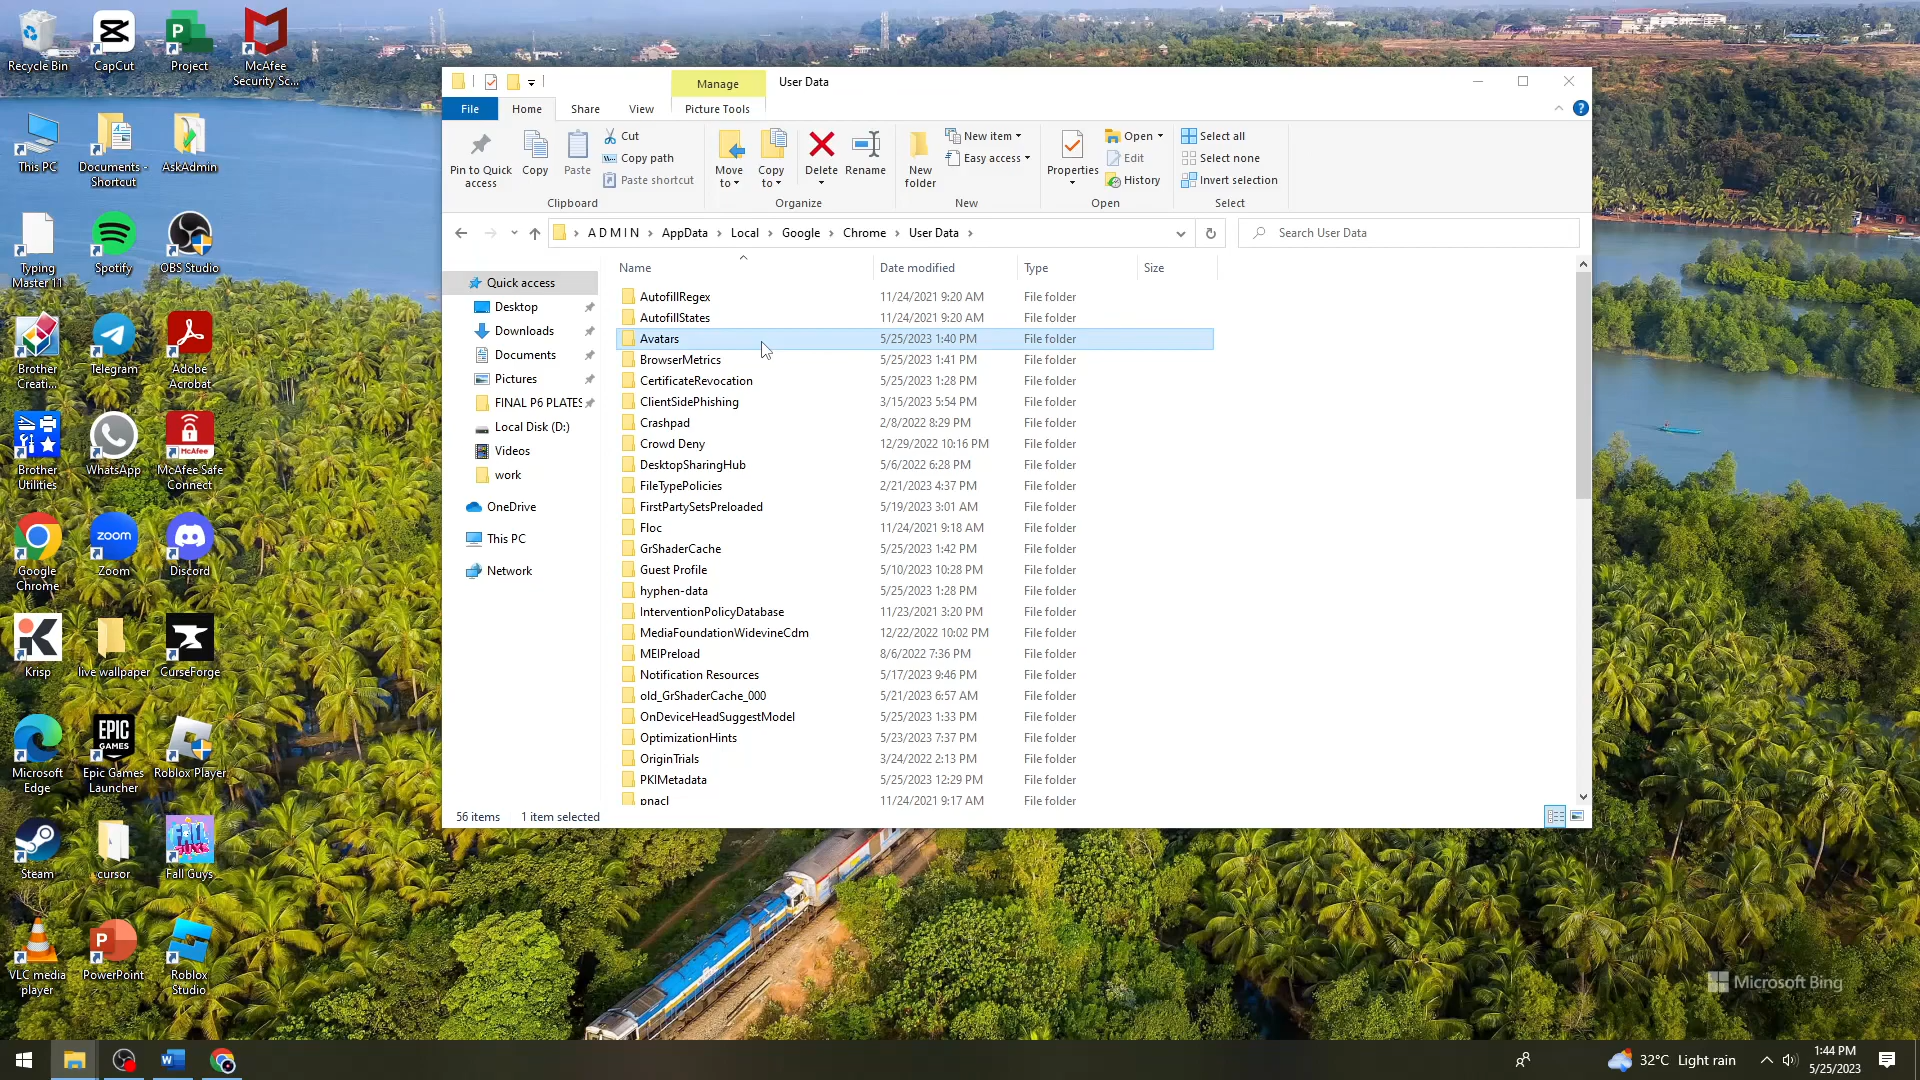 Recycle Bin
CapCut
Project
McAfee
Security Sc...
This PC
Documents -
Shortcut
AskAdmin
Typing
Master 11
Spotify
OBS Studio
Brother
Creati...
Telegram
Adobe
Acrobat
Brother
Utilities
WhatsApp
McAfee Safe
Connect
Google
Chrome
zoom
Zoom
Discord
Krisp
live wallpaper
CurseForge
Microsoft
Edge
EPIC
GAMES
Epic Games
Launcher
Roblox Player
Steam
cursor
Fall Guys
VLC media
player
PowerPoint
Roblox
Studio
Manage
User Data
File
Home
Share
View
Picture Tools
Pin to Quick
access
Copy
Paste
Cut
Copy path
Paste shortcut
Clipboard
Move
to
Copy
to
Delete
Rename
Organize
New
folder
New item
Easy access
New
Properties
Open
Edit
History
Open
Select all
Select none
Invert selection
Select
A D M I N > AppData > Local > Google > Chrome > User Data >
Search User Data
Quick access
Desktop
Downloads
Documents
Pictures
FINAL P6 PLATES
Local Disk (D:)
Videos
work
OneDrive
This PC
Network
Name Date modified Type Size
AutofillRegex 11/24/2021 9:20 AM File folder
AutofillStates 11/24/2021 9:20 AM File folder
Avatars 5/25/2023 1:40 PM File folder
BrowserMetrics 5/25/2023 1:41 PM File folder
CertificateRevocation 5/25/2023 1:28 PM File folder
ClientSidePhishing 3/15/2023 5:54 PM File folder
Crashpad 2/8/2022 8:29 PM File folder
Crowd Deny 12/29/2022 10:16 PM File folder
DesktopSharingHub 5/6/2022 6:28 PM File folder
FileTypePolicies 2/21/2023 4:37 PM File folder
FirstPartySetsPreloaded 5/19/2023 3:01 AM File folder
Floc 11/24/2021 9:18 AM File folder
GrShaderCache 5/25/2023 1:42 PM File folder
Guest Profile 5/10/2023 10:28 PM File folder
hyphen-data 5/25/2023 1:28 PM File folder
InterventionPolicyDatabase 11/23/2021 3:20 PM File folder
MediaFoundationWidevineCdm 12/22/2022 10:02 PM File folder
MEIPreload 8/6/2022 7:36 PM File folder
Notification Resources 5/17/2023 9:46 PM File folder
old_GrShaderCache_000 5/21/2023 6:57 AM File folder
OnDeviceHeadSuggestModel 5/25/2023 1:33 PM File folder
OptimizationHints 5/23/2023 7:37 PM File folder
OriginTrials 3/24/2022 2:13 PM File folder
PKIMetadata 5/25/2023 12:29 PM File folder
pnacl 11/24/2021 9:17 AM File folder
56 items 1 item selected
Microsoft Bing
32°C Light rain
1:44 PM
5/25/2023